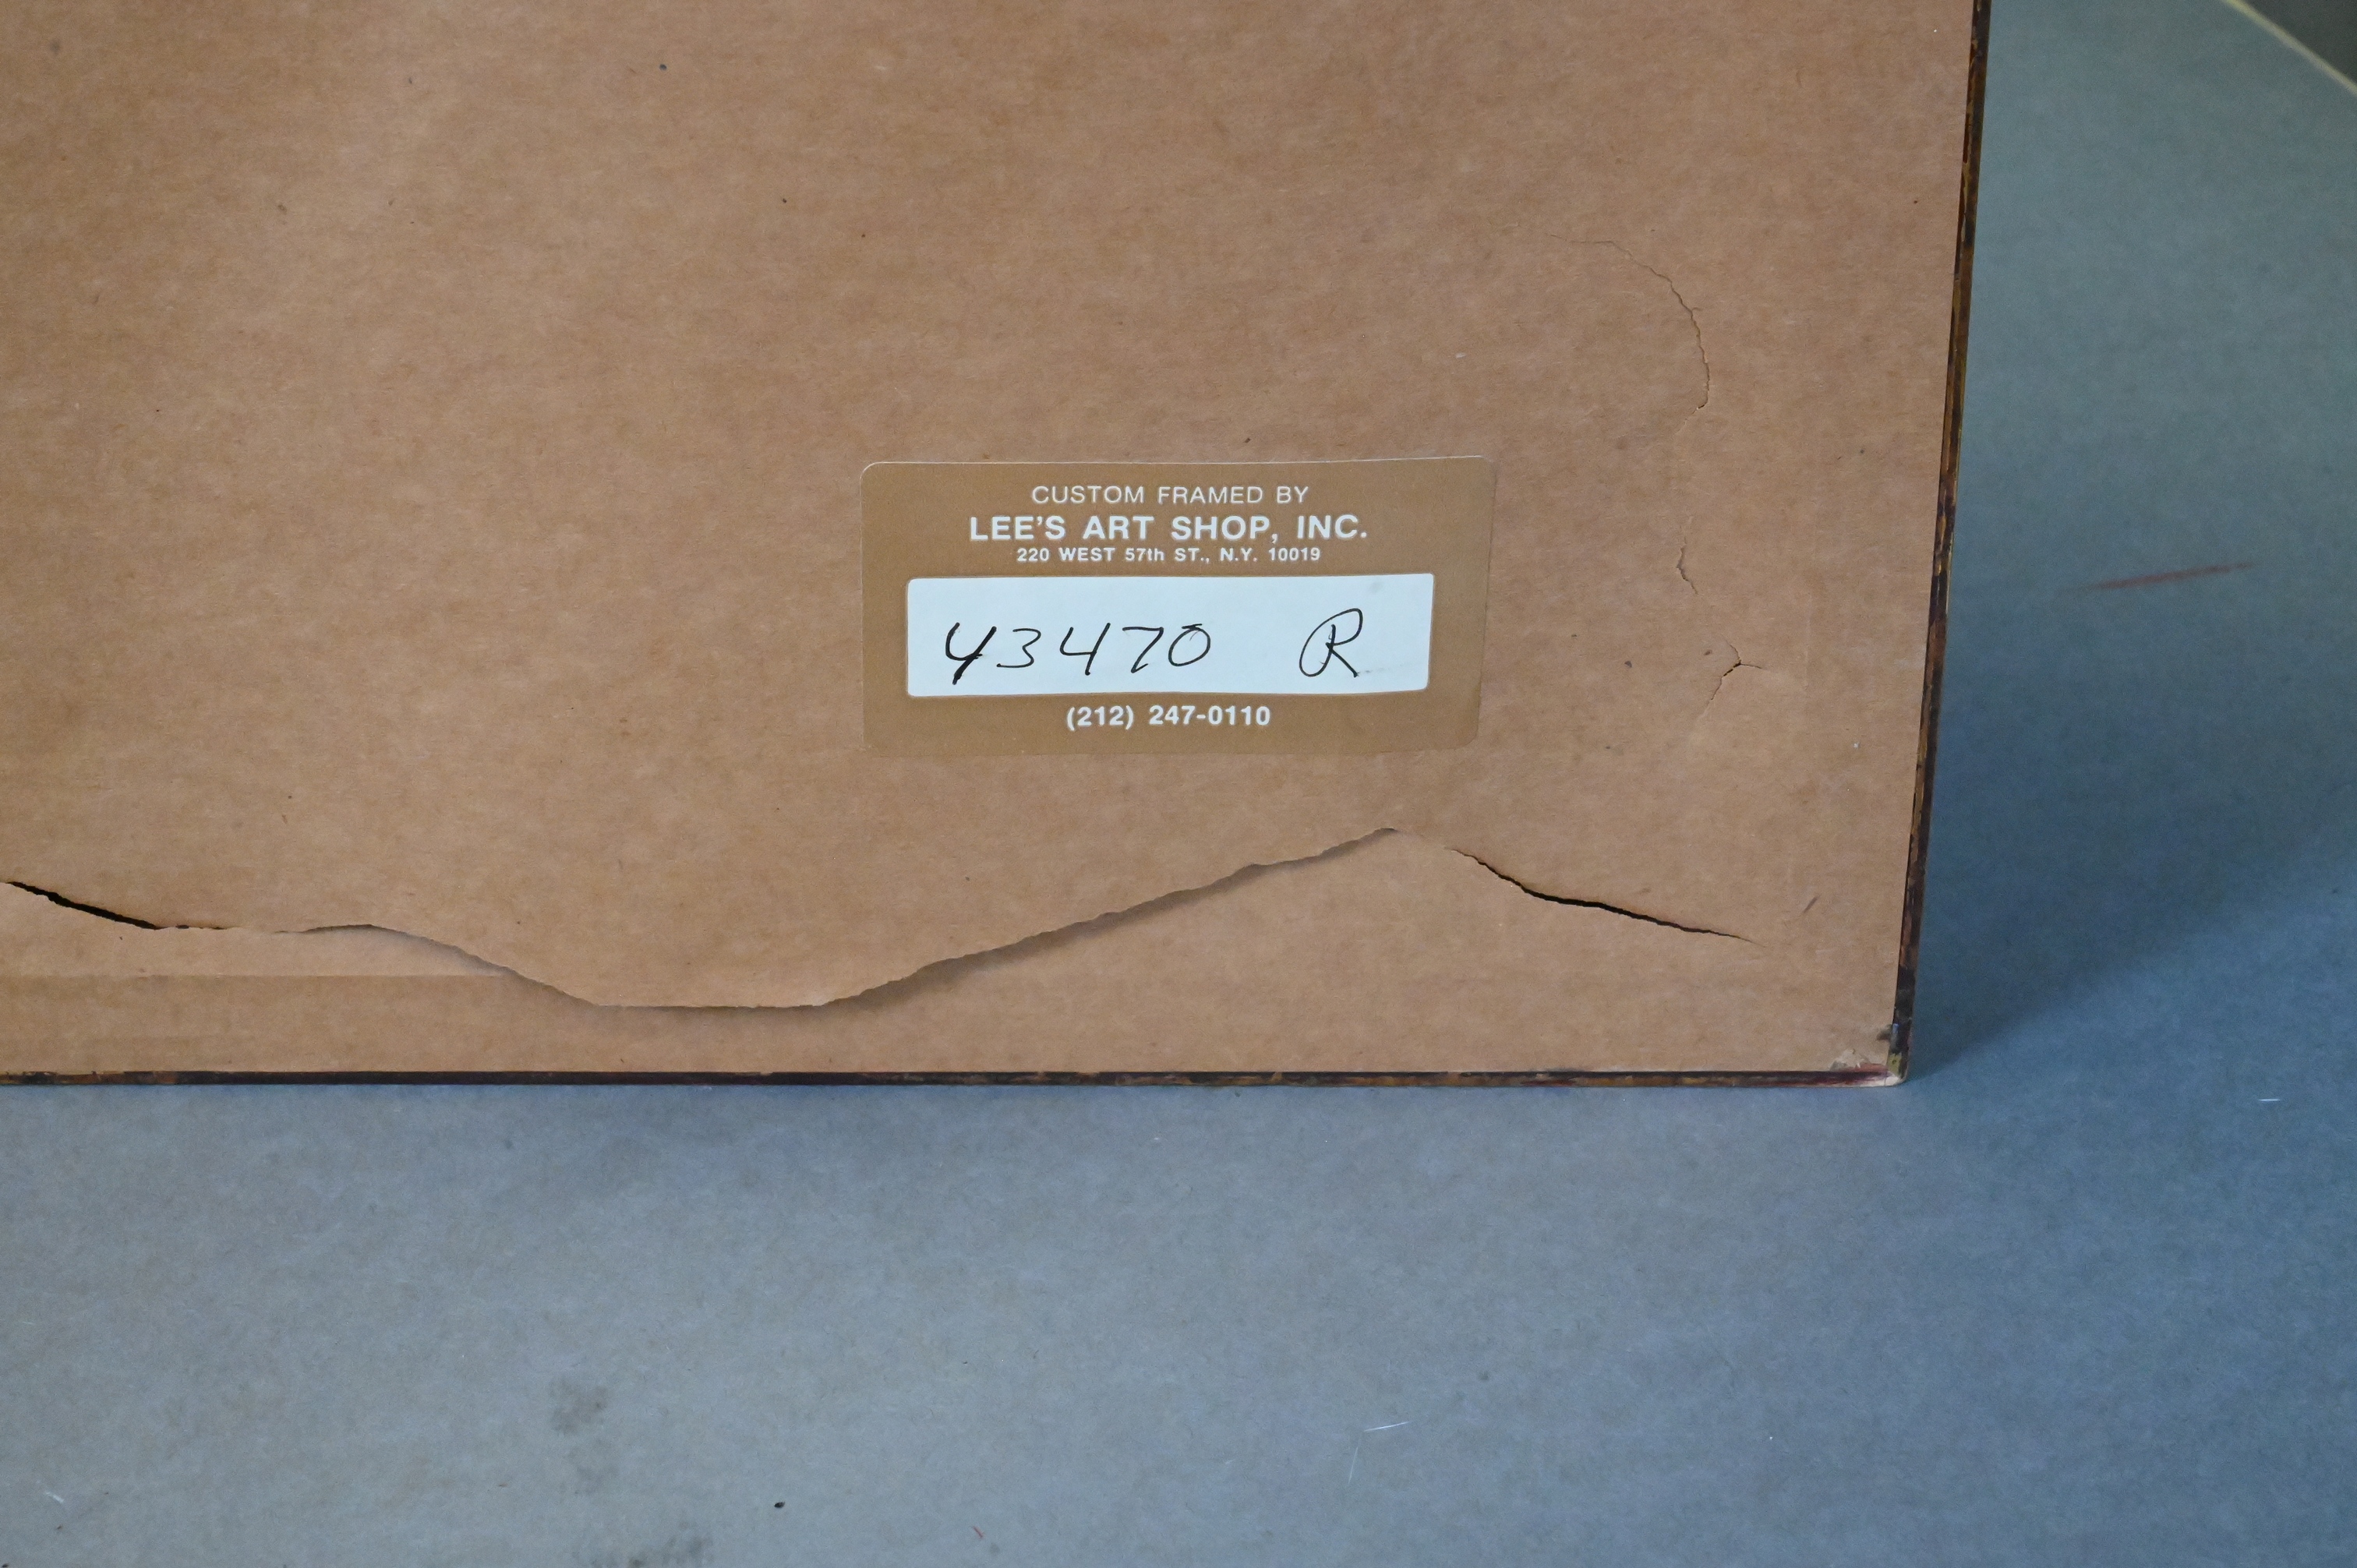 CUSTOM FRAMED BY
LEE'S ART SHOP, INC.
220 WEST 57th ST., N.Y. 10019
43470 R
(212) 247-0110